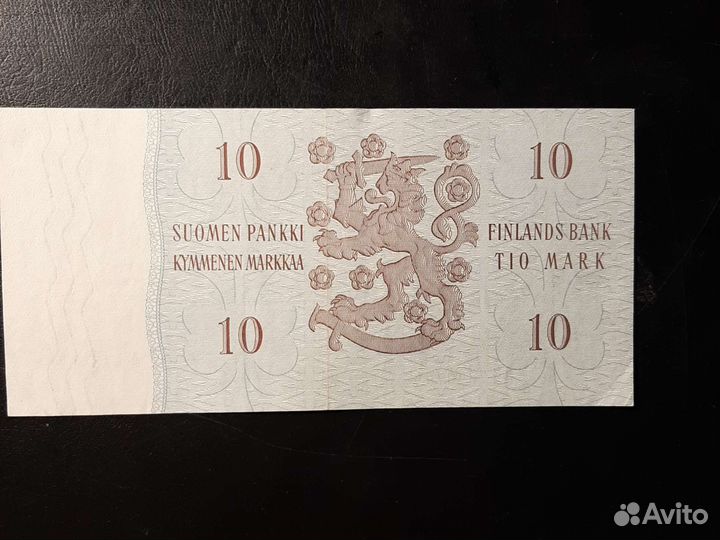 10
10
SUOMEN PANKKI
KYMMENEN MARKKAA
FINLANDS BANK
TIO MARK
10
10
Avito